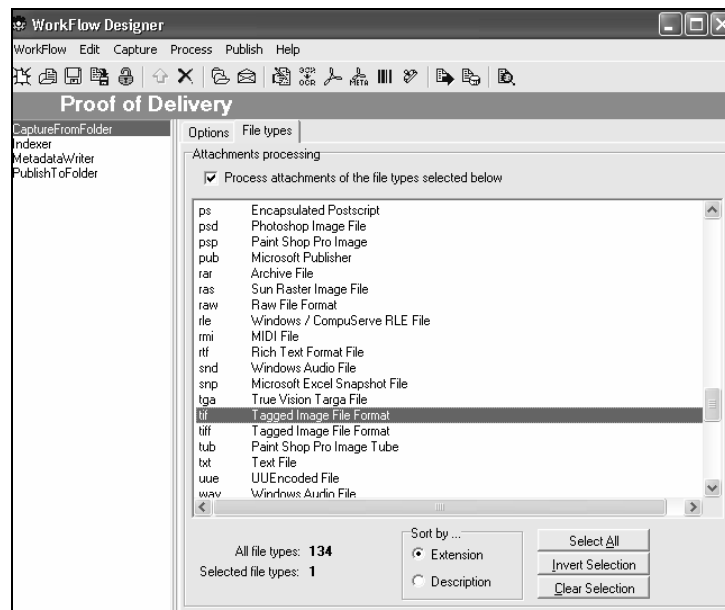 WorkFlow Designer
WorkFlow Edit Capture Process Publish Help
OCR OCR META
Proof of Delivery
CaptureFromFolder
Indexer
MetadataWriter
PublishToFolder
Options File types
Attachments processing
Process attachments of the file types selected below
ps Encapsulated Postscript
psd Photoshop Image File
psp Paint Shop Pro Image
pub Microsoft Publisher
rar Archive File
ras Sun Raster Image File
raw Raw File Format
rle Windows / CompuServe RLE File
rmi MIDI File
rtf Rich Text Format File
snd Windows Audio File
snp Microsoft Excel Snapshot File
tga True Vision Targa File
tif Tagged Image File Format
tiff Tagged Image File Format
tub Paint Shop Pro Image Tube
txt Text File
uue UUEncoded File
wav Windows Audio File
All file types: 134
Selected file types: 1
Sort by ...
Extension
Description
Select All
Invert Selection
Clear Selection